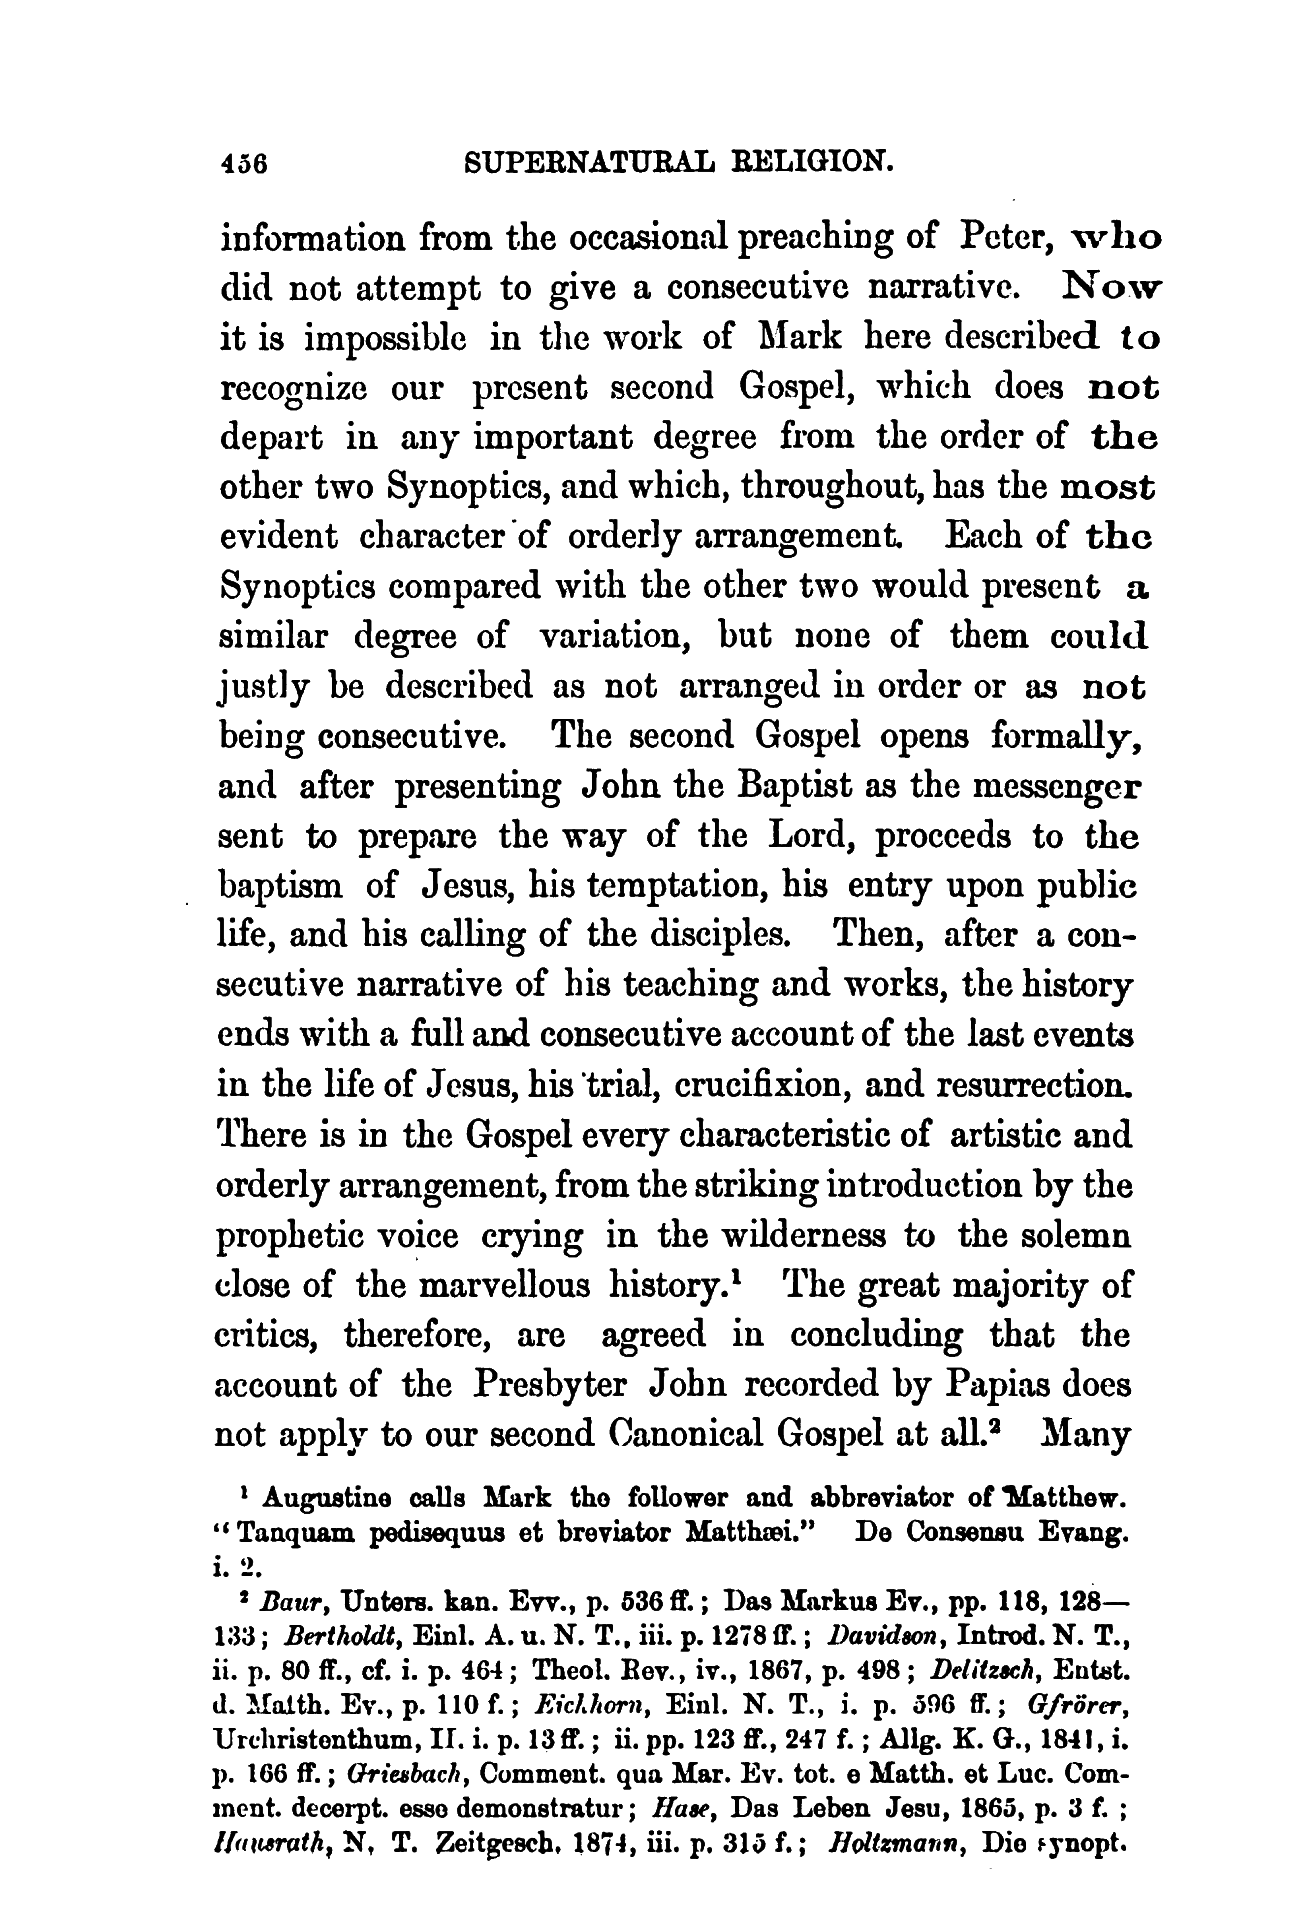 456 SUPERNATURAL RELIGION.
information from the occasional preaching of Peter, who
did not attempt to give a consecutive narrative. Now
it is impossible in the work of Mark here described to
recognize our present second Gospel, which does not
depart in any important degree from the order of the
other two Synoptics, and which, throughout, has the most
evident character of orderly arrangement. Each of the
Synoptics compared with the other two would present a
similar degree of variation, but none of them could
justly be described as not arranged in order or as not
being consecutive. The second Gospel opens formally,
and after presenting John the Baptist as the messenger
sent to prepare the way of the Lord, proceeds to the
baptism of Jesus, his temptation, his entry upon public
life, and his calling of the disciples. Then, after a con-
secutive narrative of his teaching and works, the history
ends with a full and consecutive account of the last events
in the life of Jesus, his trial, crucifixion, and resurrection.
There is in the Gospel every characteristic of artistic and
orderly arrangement, from the striking introduction by the
prophetic voice crying in the wilderness to the solemn
close of the marvellous history.¹ The great majority of
critics, therefore, are agreed in concluding that the
account of the Presbyter John recorded by Papias does
not apply to our second Canonical Gospel at all.² Many
¹ Augustine calls Mark the follower and abbreviator of Matthew.
“Tanquam pedisequus et breviator Matthæi.” De Consensu Evang.
i. 2.
² Baur, Unters. kan. Evv., p. 536 ff.; Das Markus Ev., pp. 118, 128—
133; Bertholdt, Einl. A. u. N. T., iii. p. 1278 ff.; Davidson, Introd. N. T.,
ii. p. 80 ff., cf. i. p. 464; Theol. Rev., iv., 1867, p. 498; Delitzsch, Entst.
d. Matth. Ev., p. 110 f.; Eichhorn, Einl. N. T., i. p. 596 ff.; Gfrörer,
Urchristenthum, II. i. p. 13 ff.; ii. pp. 123 ff., 247 f.; Allg. K. G., 1841, i.
p. 166 ff.; Griesbach, Comment. qua Mar. Ev. tot. e Matth. et Luc. Com-
ment. decerpt. esse demonstratur; Hase, Das Leben Jesu, 1865, p. 3 f.;
Hausrath, N. T. Zeitgesch. 1874, iii. p. 315 f.; Holtzmann, Die synopt.